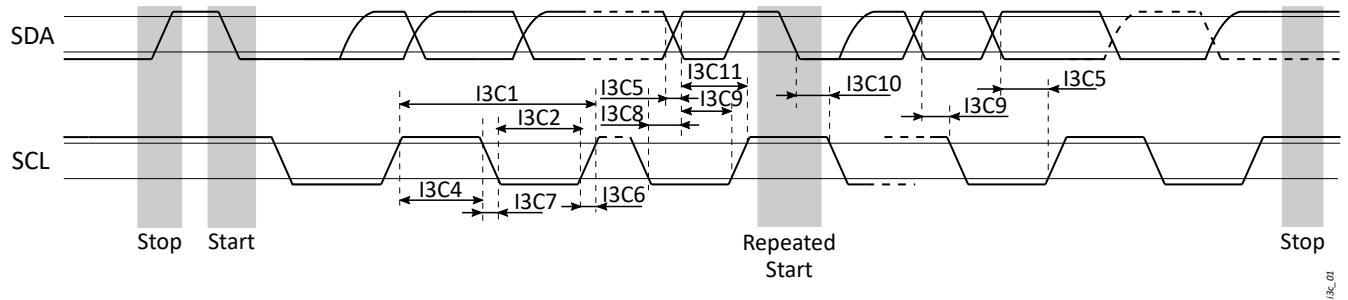 SDA
I3C11
I3C5
I3C10
I3C5
I3C1
I3C9
I3C8
I3C9
I3C2
SCL
I3C4
I3C7
I3C6
Stop
Start
Repeated
Start
Stop
i3c_01